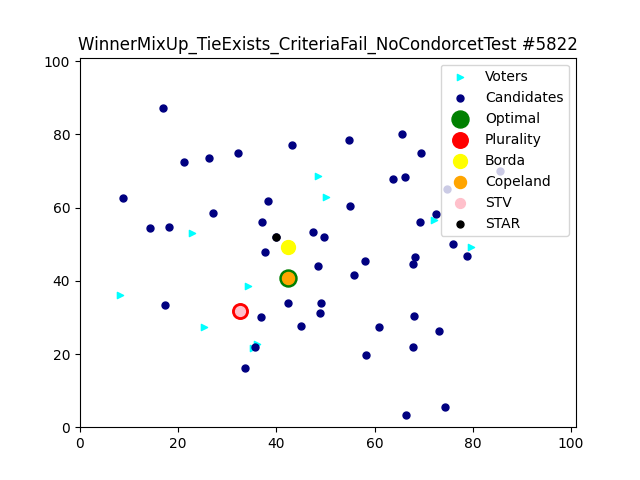 WinnerMixUp_TieExists_CriteriaFail_NoCondorcetTest #5822
Voters
Candidates
Optimal
Plurality
Borda
Copeland
STV
STAR
100
80
60
40
20
0
0 20 40 60 80 100